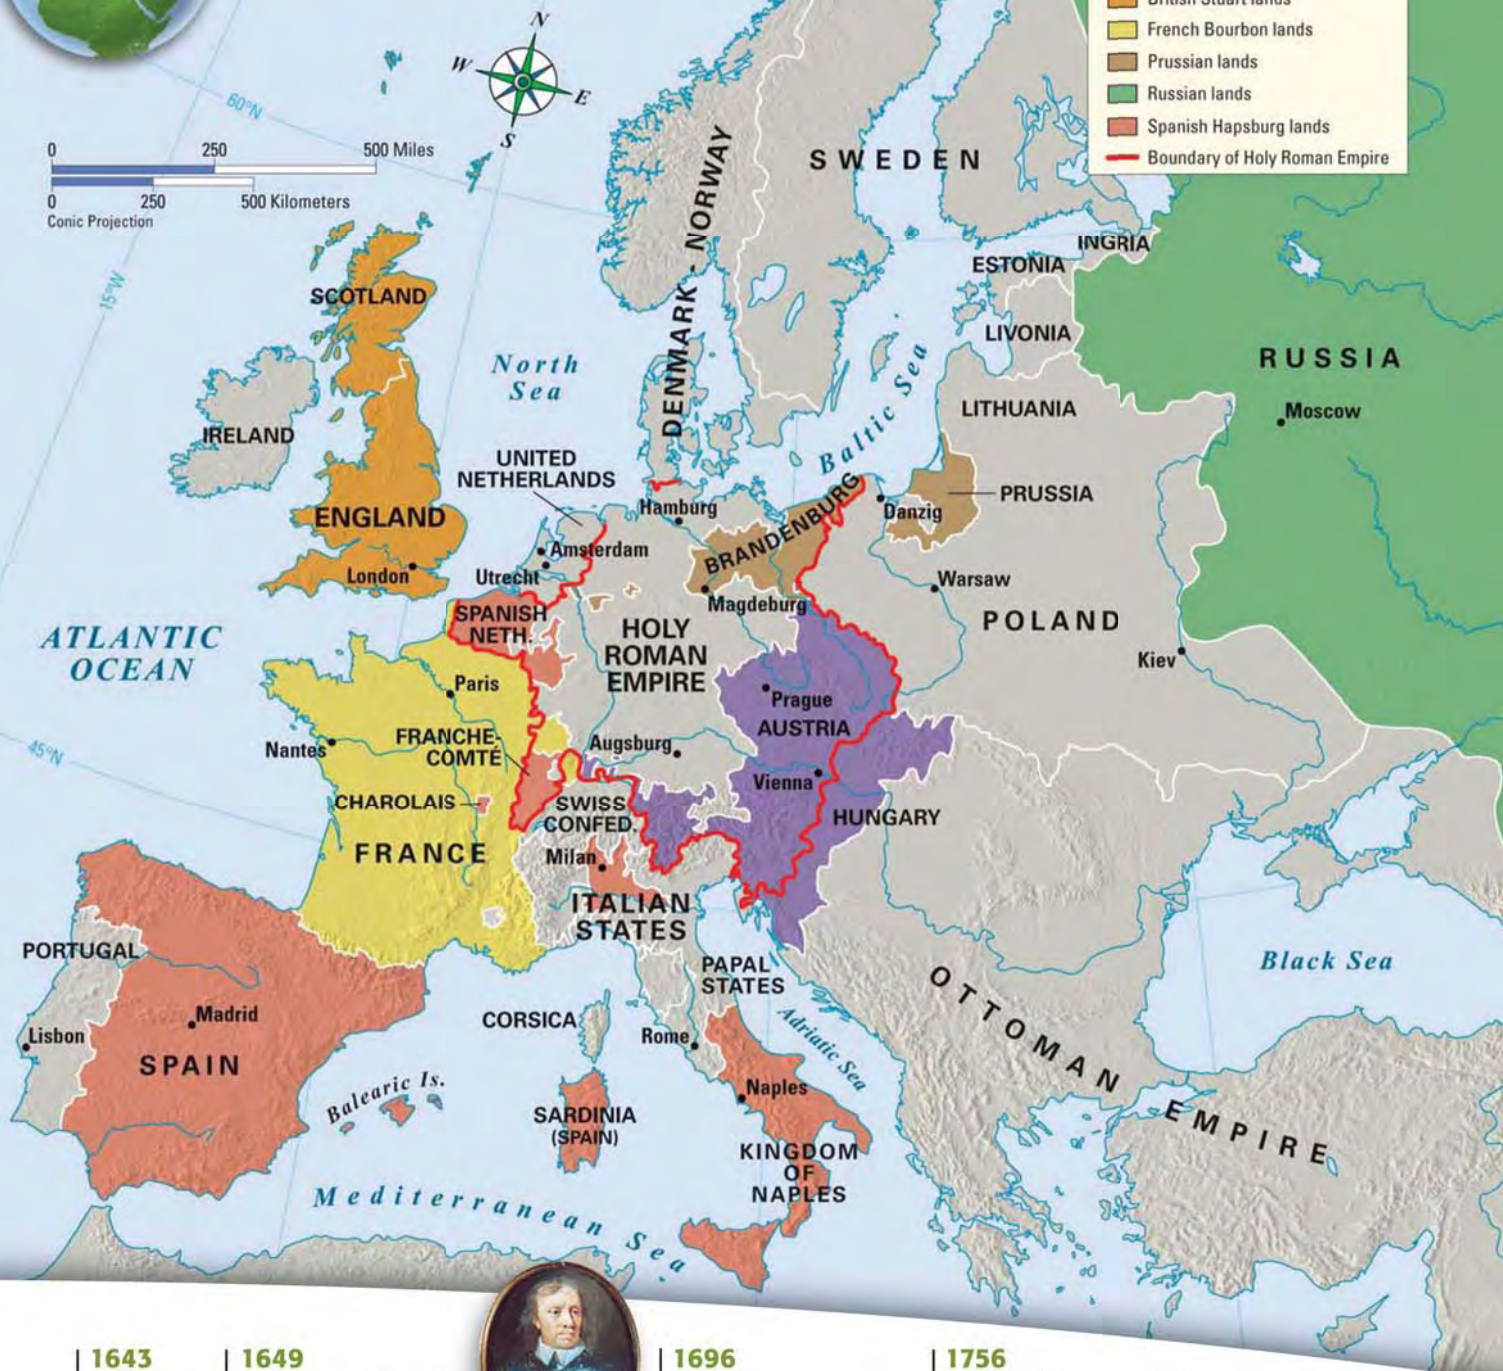 British Stuart lands
French Bourbon lands
Prussian lands
Russian lands
Spanish Hapsburg lands
Boundary of Holy Roman Empire
N
W
E
S
60°N
15°W
45°N
0 250 500 Miles
0 250 500 Kilometers
Conic Projection
SWEDEN
DENMARK - NORWAY
INGRIA
ESTONIA
LIVONIA
LITHUANIA
RUSSIA
Moscow
SCOTLAND
IRELAND
ENGLAND
London
North
Sea
Baltic Sea
UNITED
NETHERLANDS
Hamburg
Amsterdam
Utrecht
BRANDENBURG
Danzig
PRUSSIA
Magdeburg
Warsaw
POLAND
Kiev
SPANISH
NETH.
HOLY
ROMAN
EMPIRE
ATLANTIC
OCEAN
Paris
Nantes
FRANCHE-
COMTÉ
CHAROLAIS
FRANCE
Augsburg
Prague
AUSTRIA
Vienna
HUNGARY
SWISS
CONFED.
Milan
ITALIAN
STATES
PAPAL
STATES
Adriatic Sea
PORTUGAL
Lisbon
Madrid
SPAIN
Balearic Is.
CORSICA
Rome
SARDINIA
(SPAIN)
Naples
KINGDOM
OF
NAPLES
Mediterranean Sea
OTTOMAN EMPIRE
Black Sea
1643
1649
1696
1756